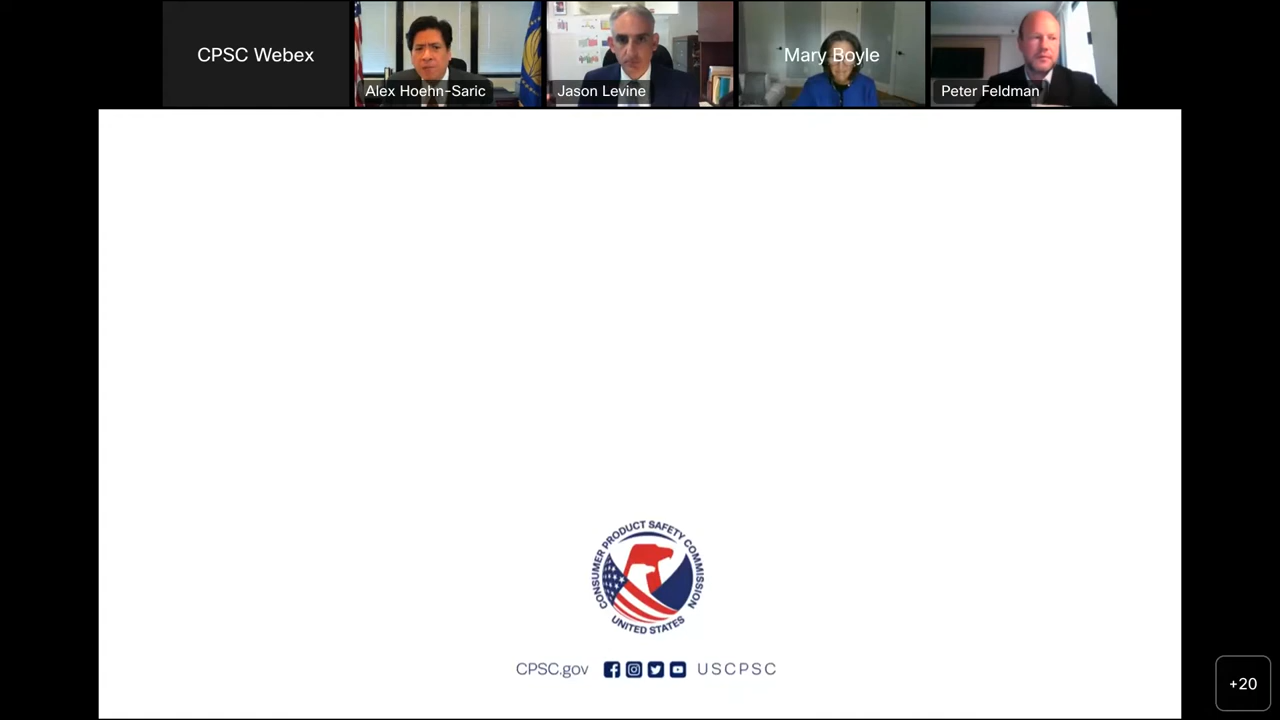 CPSC Webex
Alex Hoehn-Saric
Jason Levine
Mary Boyle
Peter Feldman
CONSUMER PRODUCT SAFETY COMMISSION
UNITED STATES
CPSC.gov
USCPSC
+20